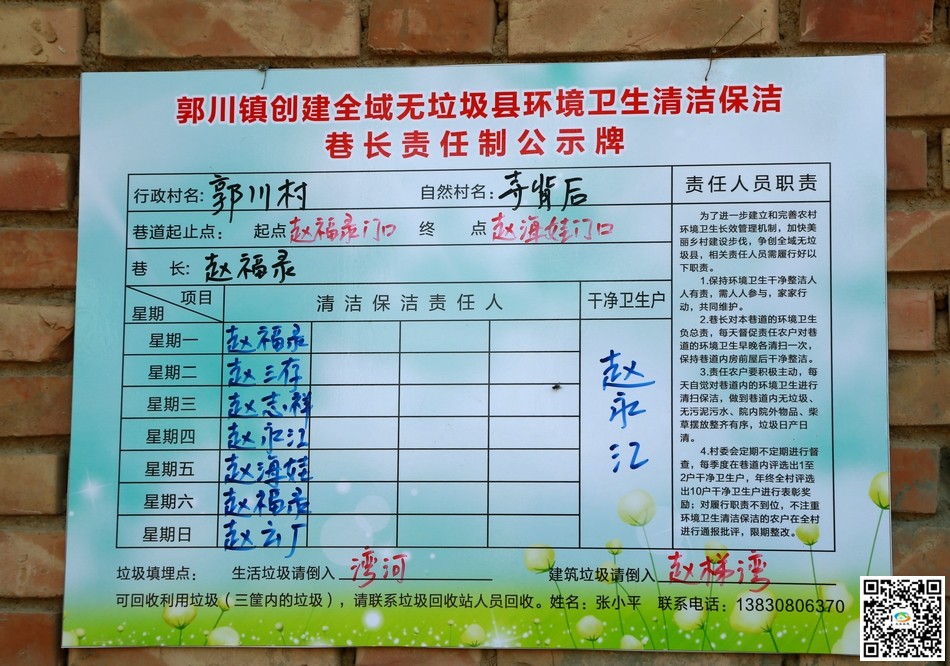 郭川镇创建全域无垃圾县环境卫生清洁保洁
巷长责任制公示牌
行政村名：郭川村 自然村名：寺背后
巷道起止点： 起点 赵福录门口 终 点 赵海娃门口
巷 长： 赵福录
项目
星期
清洁保洁责任人 干净卫生户
星期一 赵福录
星期二 赵三存
星期三 赵志祥
星期四 赵永江
星期五 赵海娃
星期六 赵福录
星期日 赵云厂
赵永江
责任人员职责
为了进一步建立和完善农村
环境卫生长效管理机制，加快美
丽乡村建设步伐，争创全域无垃
圾县，相关责任人员需履行好以
下职责。
1.保持环境卫生干净整洁人
人有责，需人人参与，家家行
动，共同维护。
2.巷长对本巷道的环境卫生
负总责，每天督促责任农户对巷
道的环境卫生早晚各清扫一次，
保持巷道内房前屋后干净整洁。
3.责任农户要积极主动，每
天自觉对巷道内的环境卫生进行
清扫保洁，做到巷道内无垃圾、
无污泥污水、院内院外物品、柴
草摆放整齐有序，垃圾日产日
清。
4.村委会定期不定期进行督
查，每季度在巷道内评选出1至
2户干净卫生户，年终全村评选
出10户干净卫生户进行表彰奖
励；对履行职责不到位，不注重
环境卫生清洁保洁的农户在全村
进行通报批评，限期整改。
垃圾填埋点： 生活垃圾请倒入 湾河 建筑垃圾请倒入 赵梯湾
可回收利用垃圾（三筐内的垃圾），请联系垃圾回收站人员回收。姓名：张小平 联系电话：13830806370